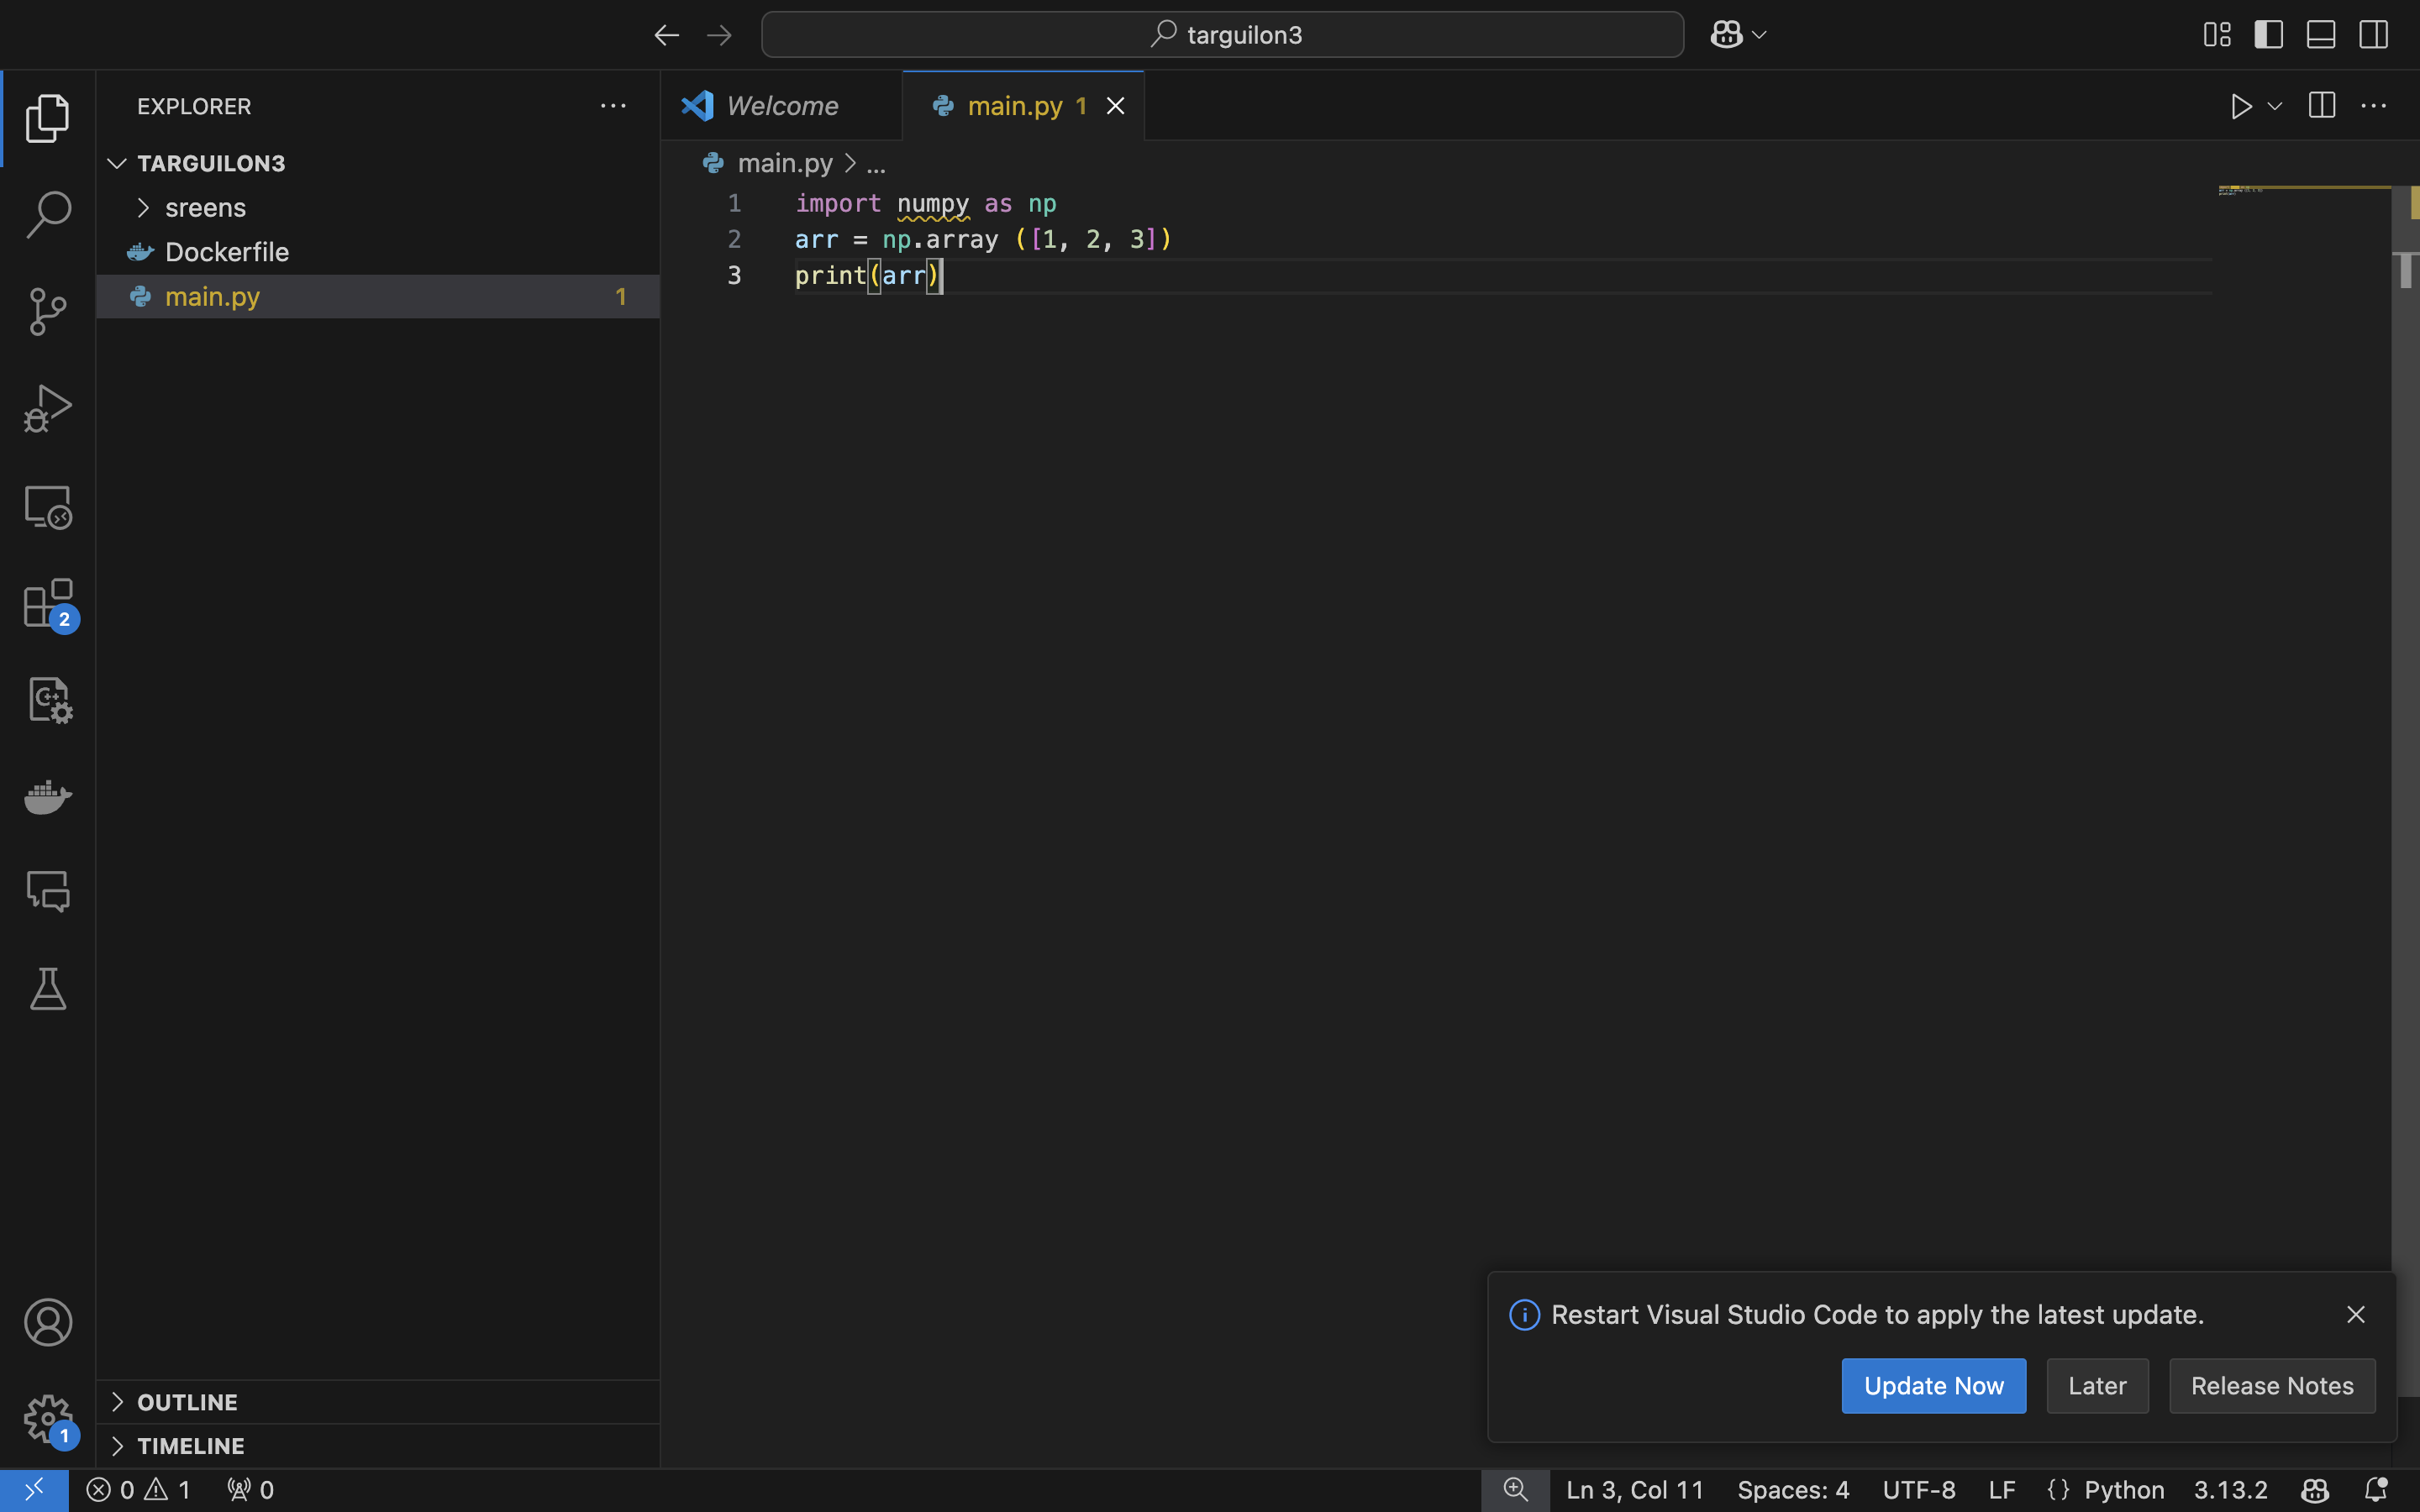 targuilon3
EXPLORER
TARGUILON3
sreens
Dockerfile
main.py 1
OUTLINE
TIMELINE
Welcome
main.py 1
main.py > ...
1 import numpy as np
2 arr = np.array ([1, 2, 3])
3 print(arr)
2
C++
1
Restart Visual Studio Code to apply the latest update.
Update Now Later Release Notes
0 1 0 Ln 3, Col 11 Spaces: 4 UTF-8 LF {} Python 3.13.2